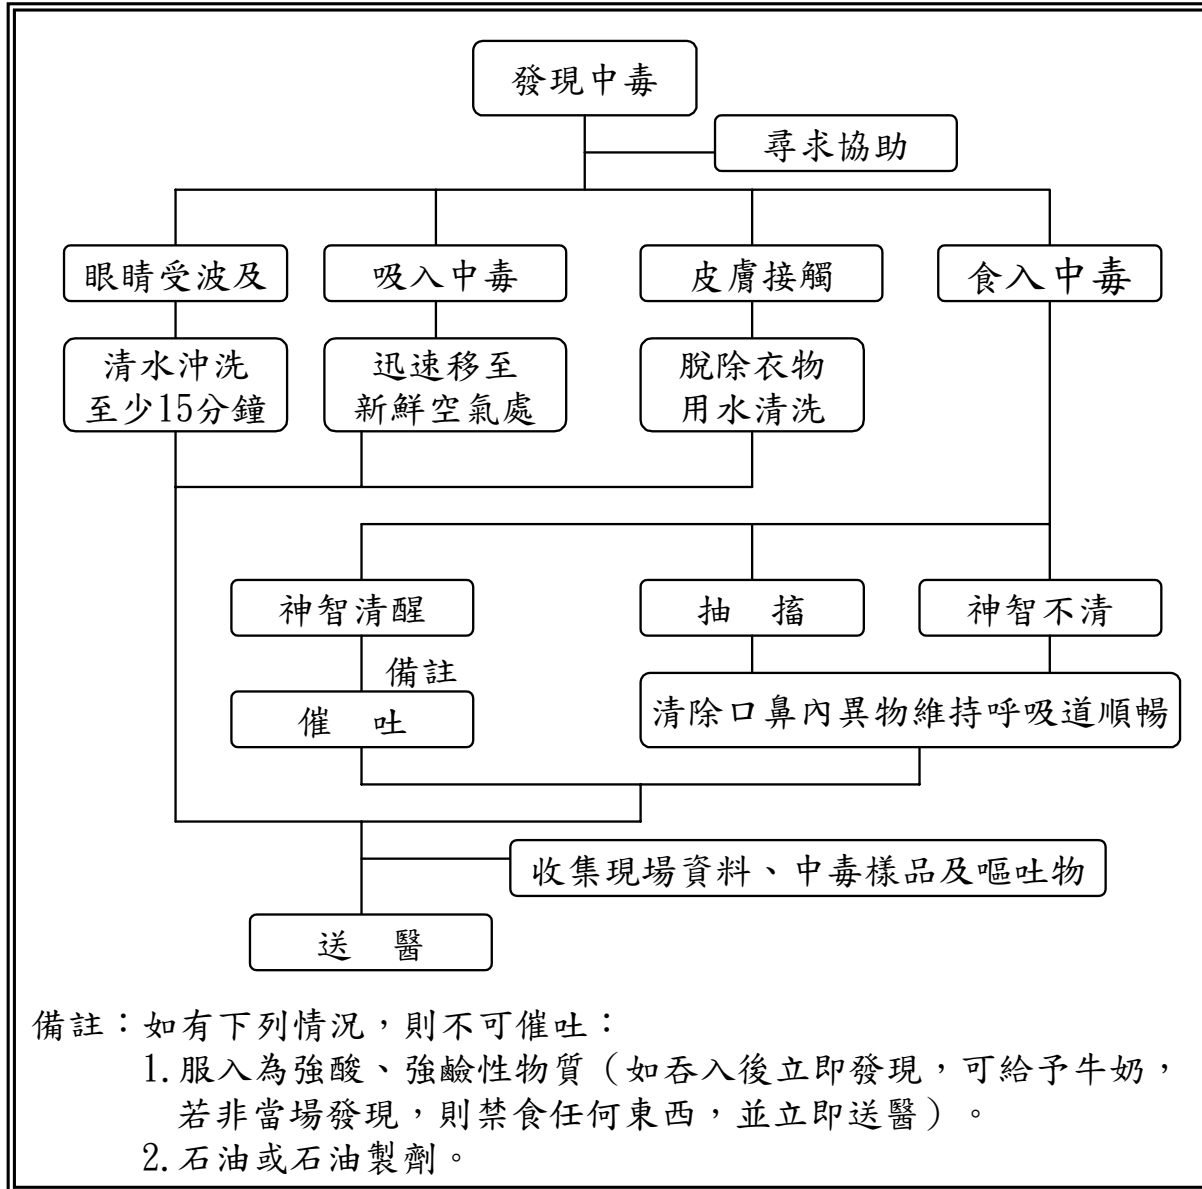 發現中毒
尋求協助
眼睛受波及
吸入中毒
皮膚接觸
食入中毒
清水沖洗
至少15分鐘
迅速移至
新鮮空氣處
脫除衣物
用水清洗
神智清醒
抽　搐
神智不清
備註
催　吐
清除口鼻內異物維持呼吸道順暢
收集現場資料、中毒樣品及嘔吐物
送　醫
備註：如有下列情況，則不可催吐：
1.服入為強酸、強鹼性物質（如吞入後立即發現，可給予牛奶，
若非當場發現，則禁食任何東西，並立即送醫）。
2.石油或石油製劑。